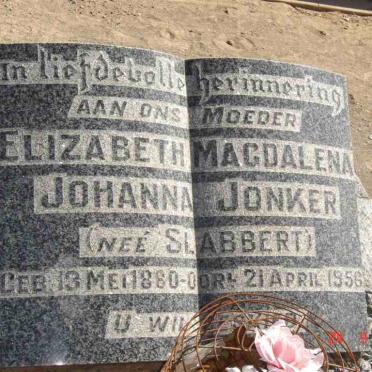 In liefdevolle herinnering
AAN ONS MOEDER
ELIZABETH MAGDALENA
JOHANNA JONKER
(NEÉ SLABBERT)
GEB. 13 MEI 1880-OORL. 21 APRIL 1956
U WIL